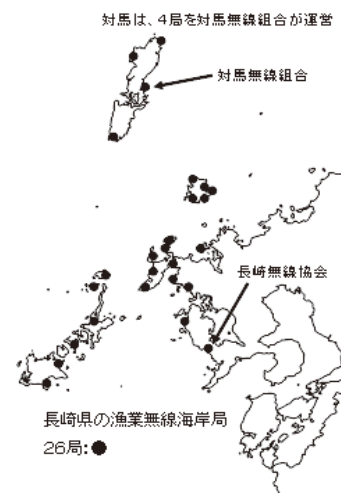 対馬は、4局を対馬無線組合が運営
対馬無線組合
長崎無線協会
長崎県の漁業無線海岸局
26局:●